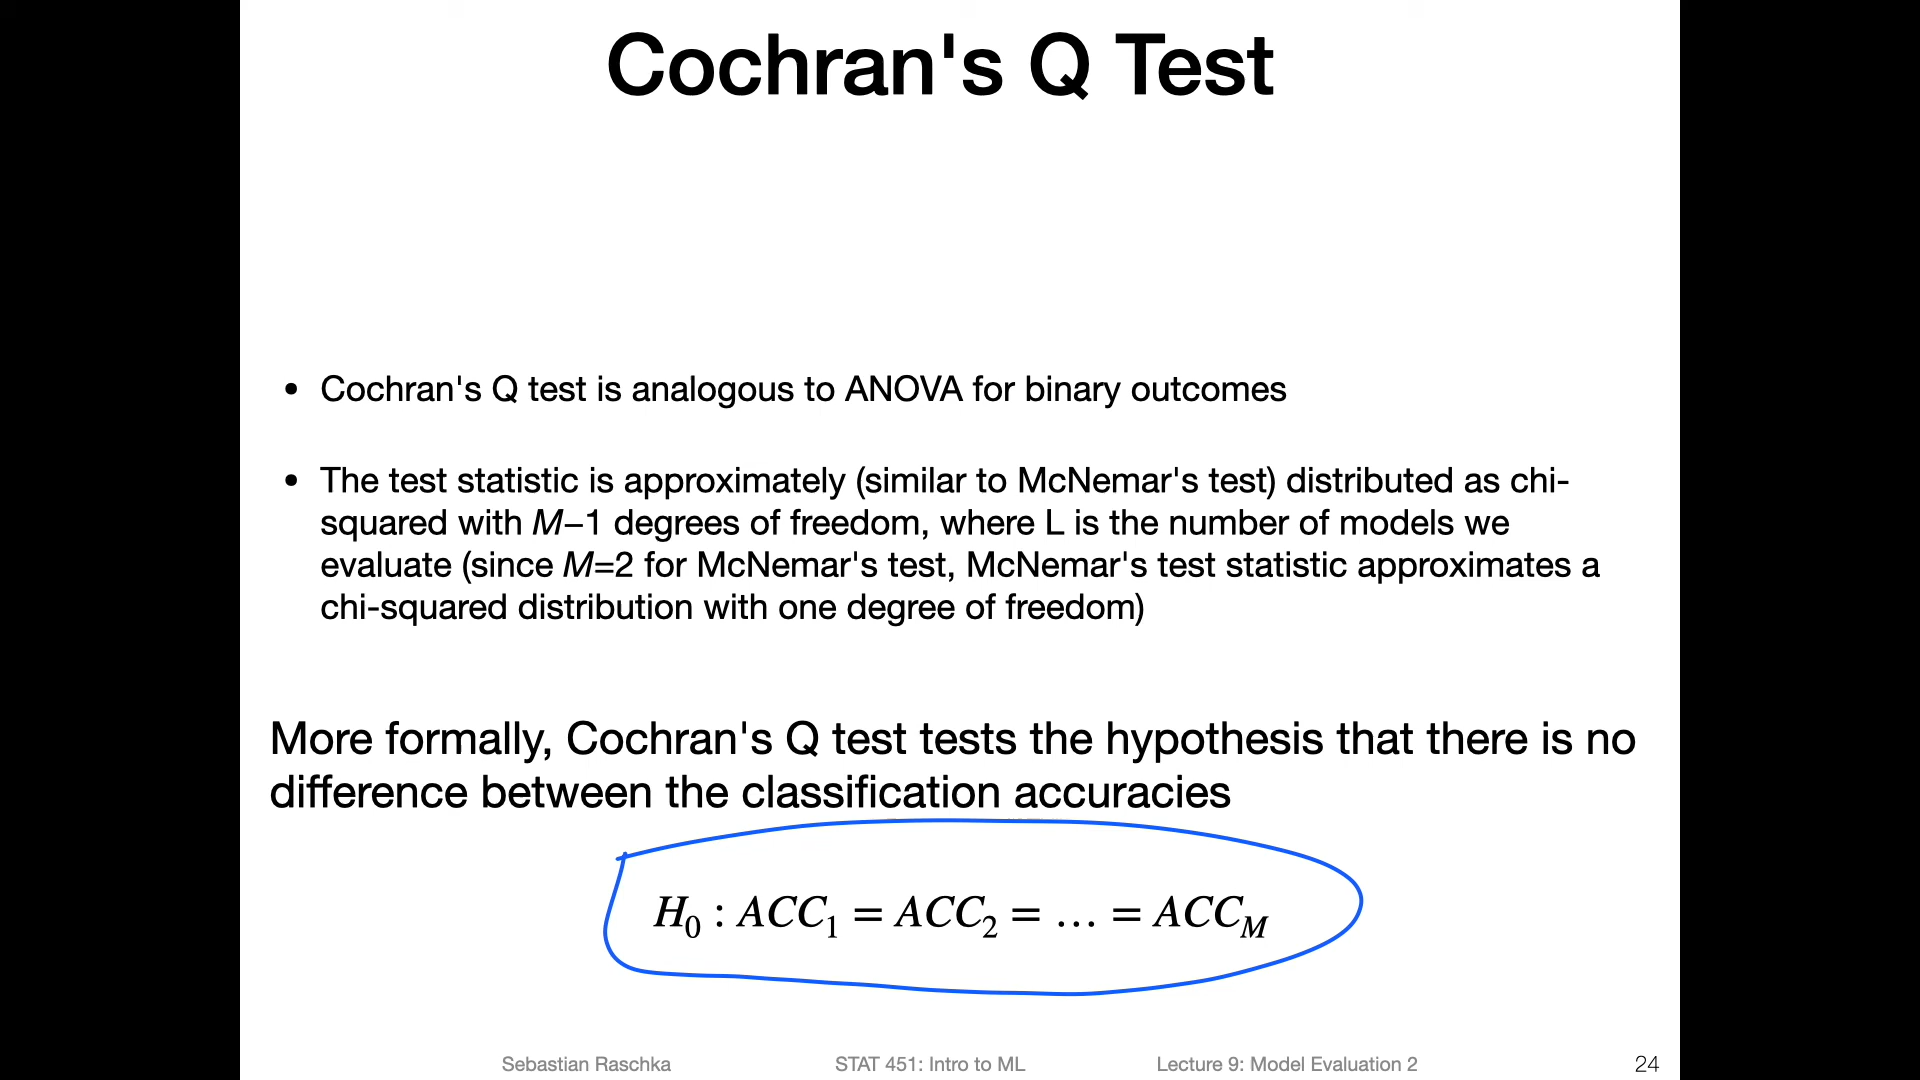 Cochran's Q Test
• Cochran's Q test is analogous to ANOVA for binary outcomes
• The test statistic is approximately (similar to McNemar's test) distributed as chi-
squared with M−1 degrees of freedom, where L is the number of models we
evaluate (since M=2 for McNemar's test, McNemar's test statistic approximates a
chi-squared distribution with one degree of freedom)
More formally, Cochran's Q test tests the hypothesis that there is no
difference between the classification accuracies
H₀ : ACC₁ = ACC₂ = … = ACC_M
Sebastian Raschka STAT 451: Intro to ML Lecture 9: Model Evaluation 2 24